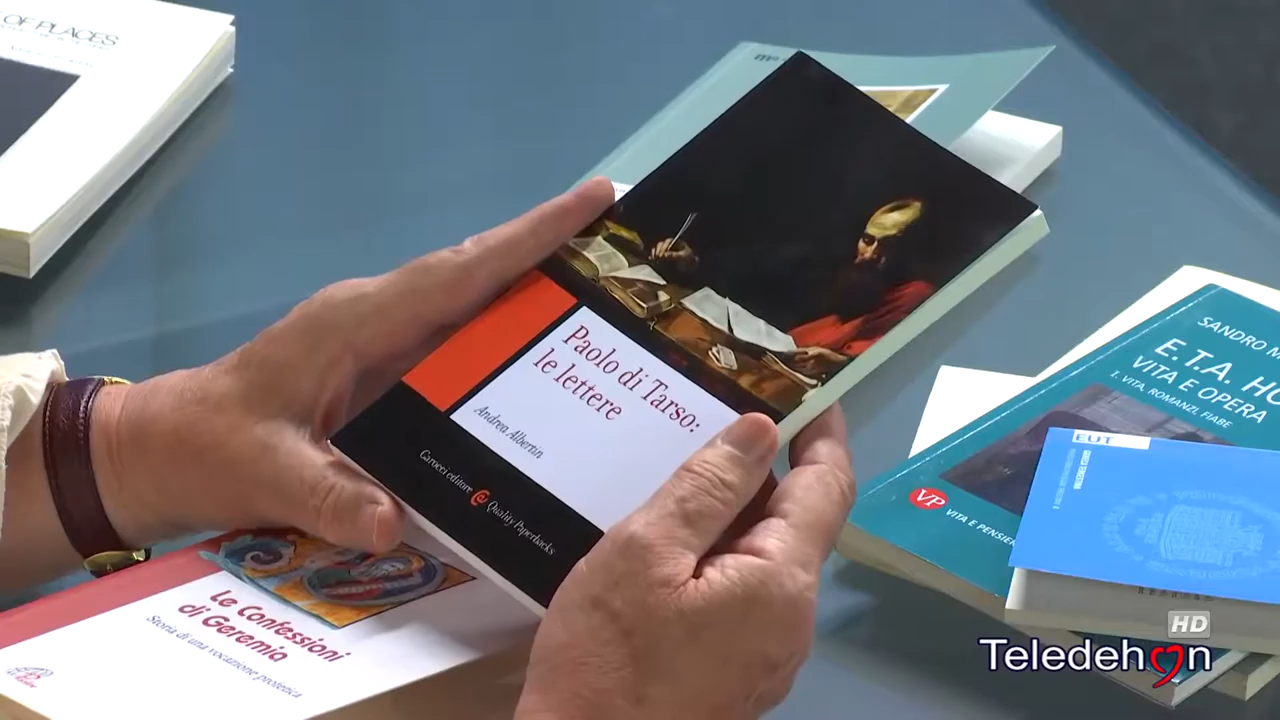 OF PLACES
Paolo di Tarso:
le lettere
Andrea Albertin
Carocci editore @ Quality Paperbacks
Le Confessioni
di Geremia
Storia di una vocazione profetica
SANDRO M
E.T.A. HO
VITA E OPERA
I. VITA, ROMANZI, FIABE
VP VITA E PENSIER
EUT
HD
Teledehon